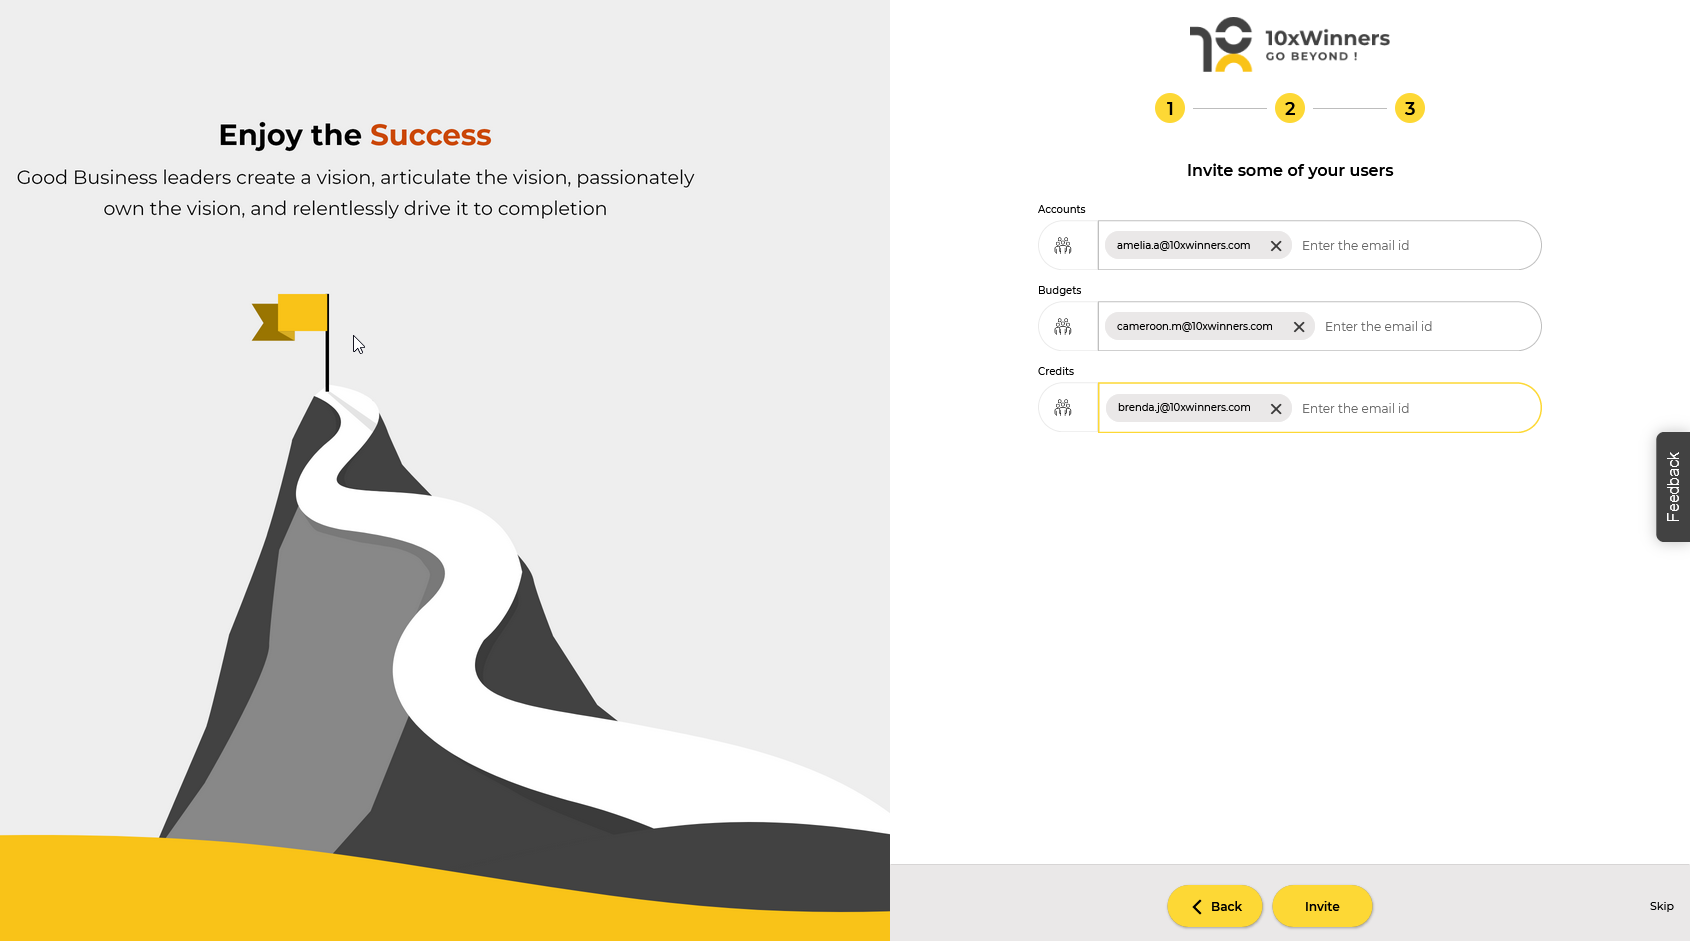 Enjoy the Success
Good Business leaders create a vision, articulate the vision, passionately
own the vision, and relentlessly drive it to completion
10xWinners
GO BEYOND !
1 2 3
Invite some of your users
Accounts
amelia.a@10xwinners.com Enter the email id
Budgets
cameroon.m@10xwinners.com Enter the email id
Credits
brenda.j@10xwinners.com Enter the email id
Feedback
Back Invite Skip